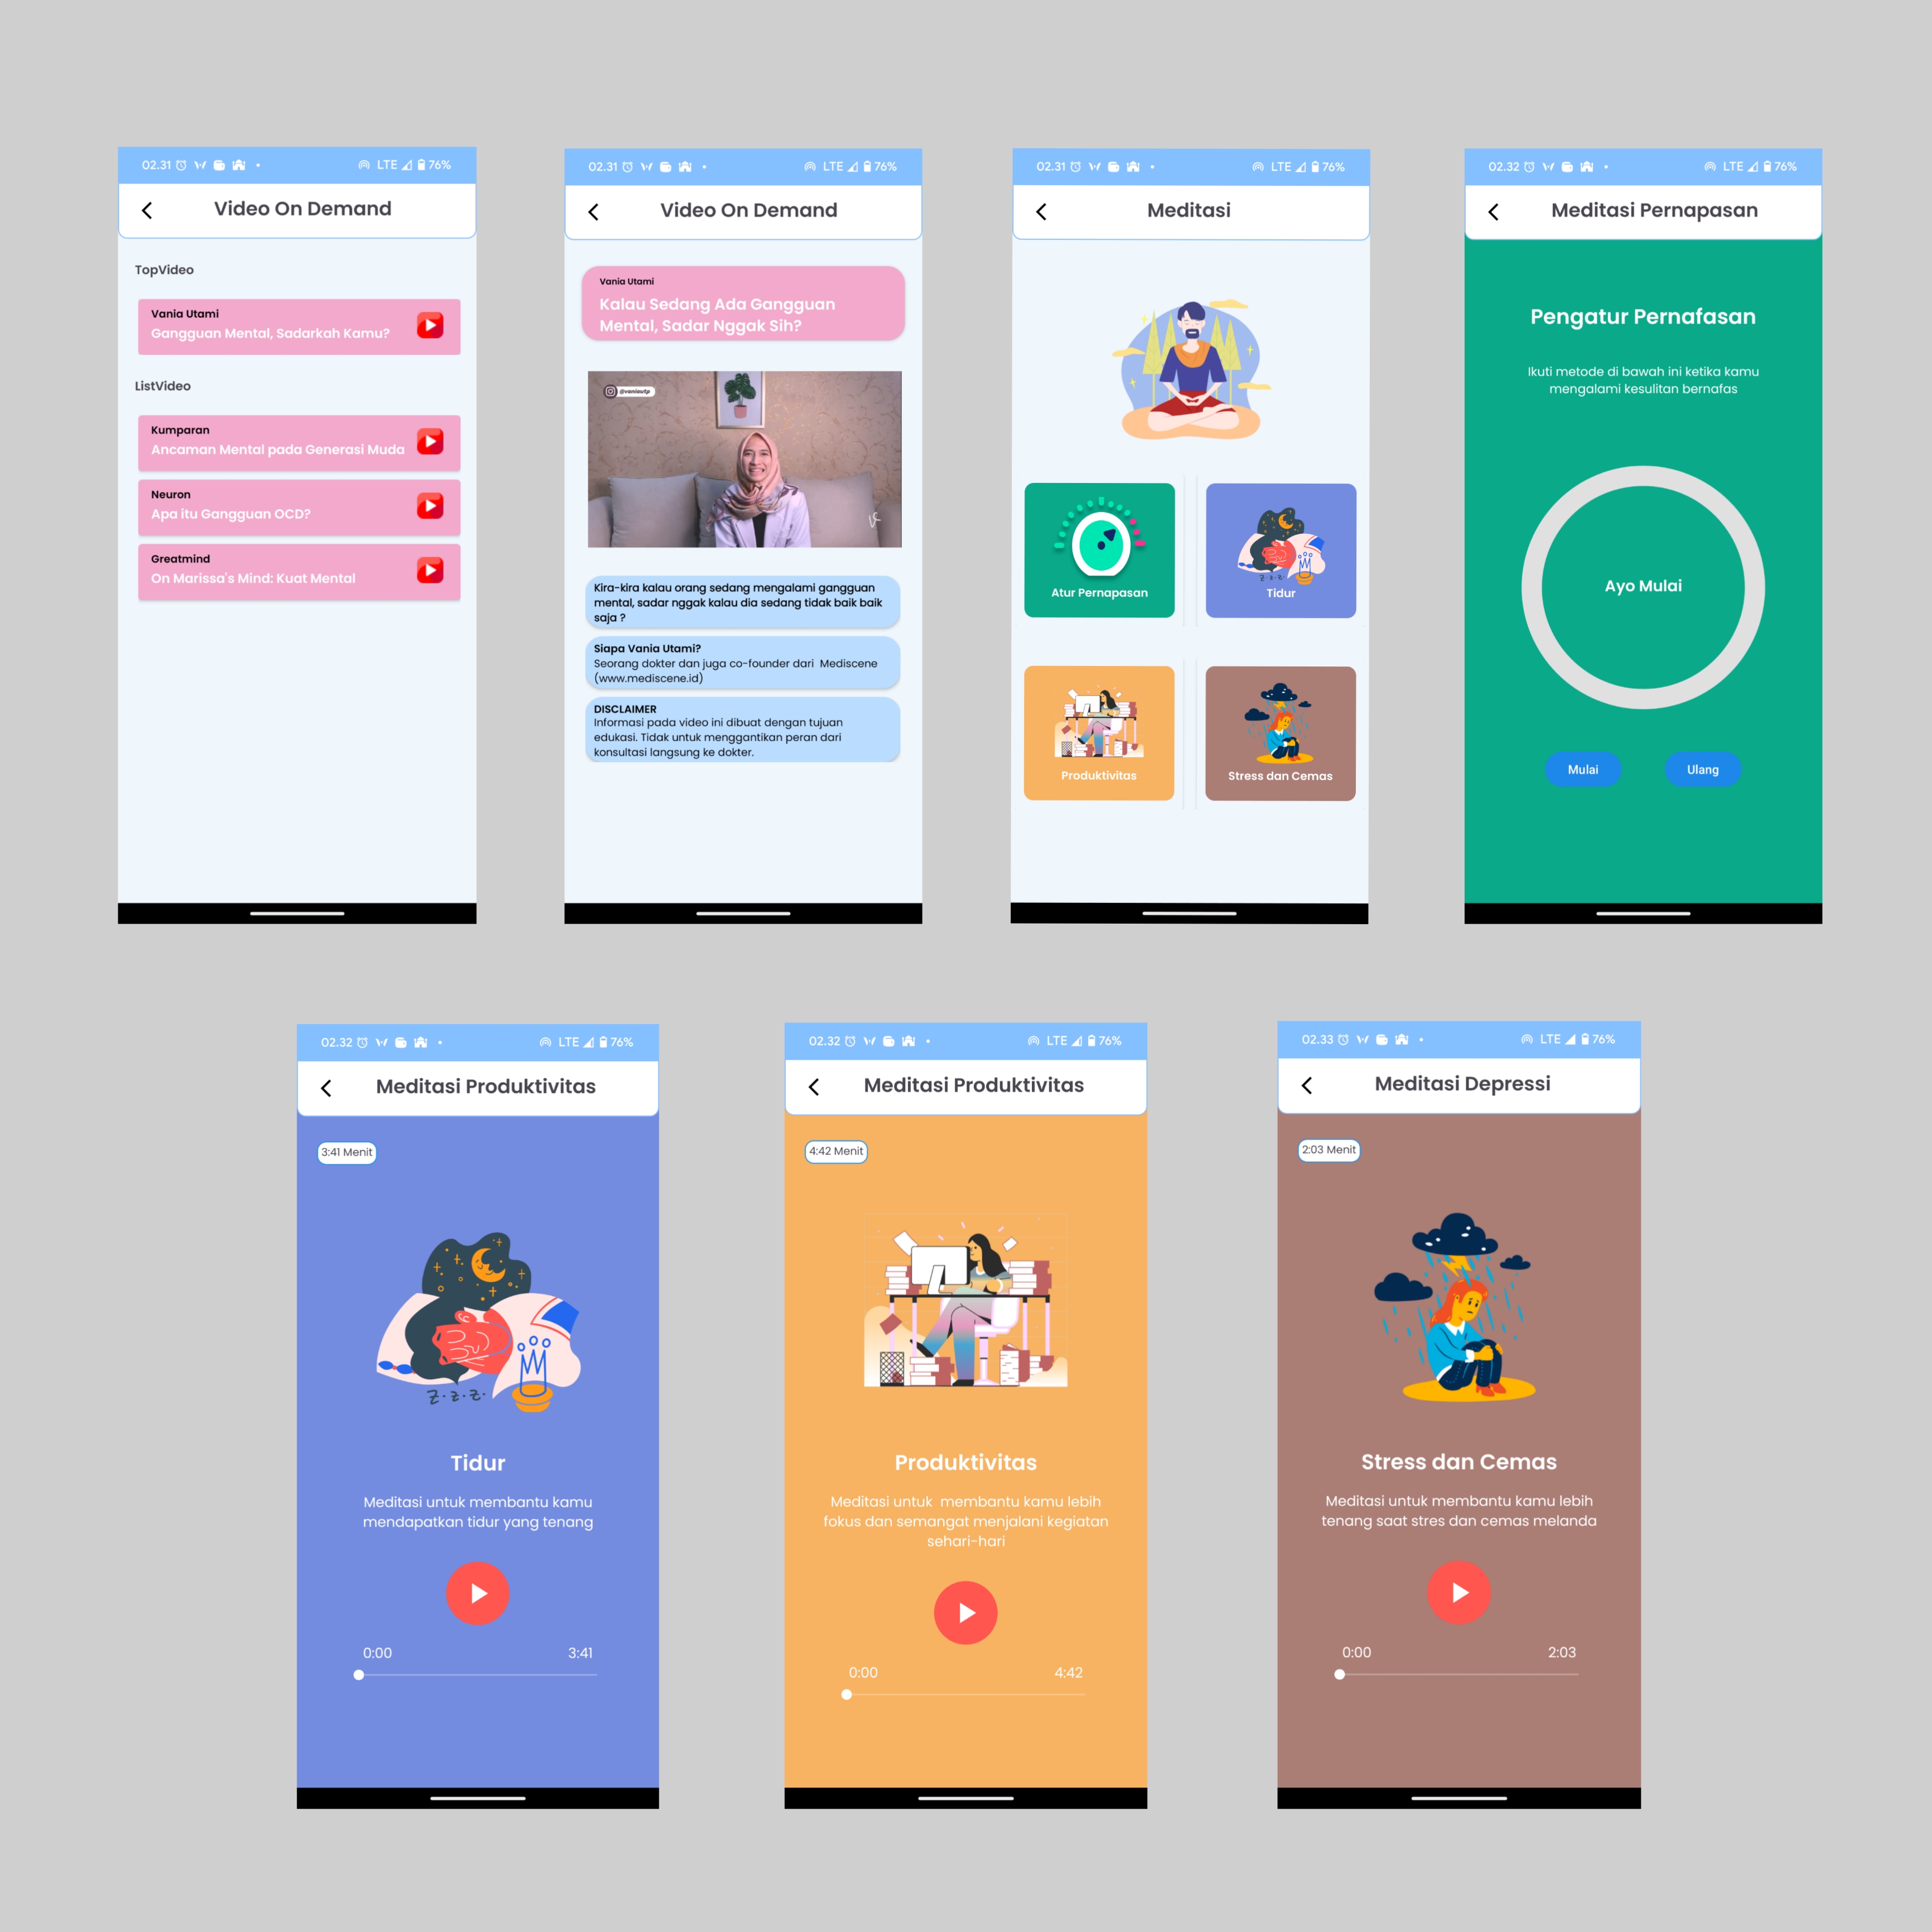 02.31 LTE 76%
Video On Demand
TopVideo
Vania Utami
Gangguan Mental, Sadarkah Kamu?
ListVideo
Kumparan
Ancaman Mental pada Generasi Muda
Neuron
Apa itu Gangguan OCD?
Greatmind
On Marissa's Mind: Kuat Mental
02.31 LTE 76%
Video On Demand
Vania Utami
Kalau Sedang Ada Gangguan
Mental, Sadar Nggak Sih?
@vaniautp
Kira-kira kalau orang sedang mengalami gangguan
mental, sadar nggak kalau dia sedang tidak baik baik
saja ?
Siapa Vania Utami?
Seorang dokter dan juga co-founder dari Mediscene
(www.mediscene.id)
DISCLAIMER
Informasi pada video ini dibuat dengan tujuan
edukasi. Tidak untuk menggantikan peran dari
konsultasi langsung ke dokter.
02.31 LTE 76%
Meditasi
Atur Pernapasan
z.z.z.
Tidur
Produktivitas
Stress dan Cemas
02.32 LTE 76%
Meditasi Pernapasan
Pengatur Pernafasan
Ikuti metode di bawah ini ketika kamu
mengalami kesulitan bernafas
Ayo Mulai
Mulai
Ulang
02.32 LTE 76%
Meditasi Produktivitas
3:41 Menit
z.z.z.
Tidur
Meditasi untuk membantu kamu
mendapatkan tidur yang tenang
0:00 3:41
02.32 LTE 76%
Meditasi Produktivitas
4:42 Menit
Produktivitas
Meditasi untuk membantu kamu lebih
fokus dan semangat menjalani kegiatan
sehari-hari
0:00 4:42
02.33 LTE 76%
Meditasi Depressi
2:03 Menit
Stress dan Cemas
Meditasi untuk membantu kamu lebih
tenang saat stres dan cemas melanda
0:00 2:03